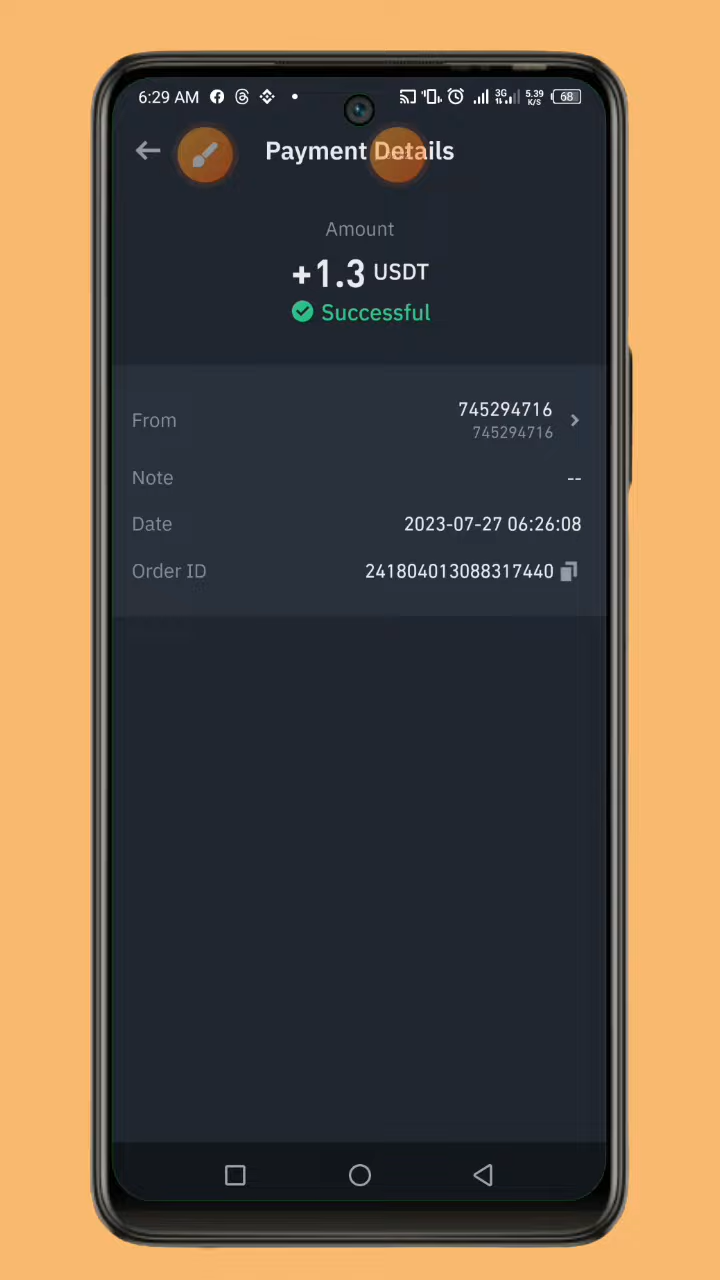 6:29 AM 3G 5.39 K/S 68
Payment Details
Amount
+1.3 USDT
Successful
From 745294716
745294716
Note --
Date 2023-07-27 06:26:08
Order ID 241804013088317440